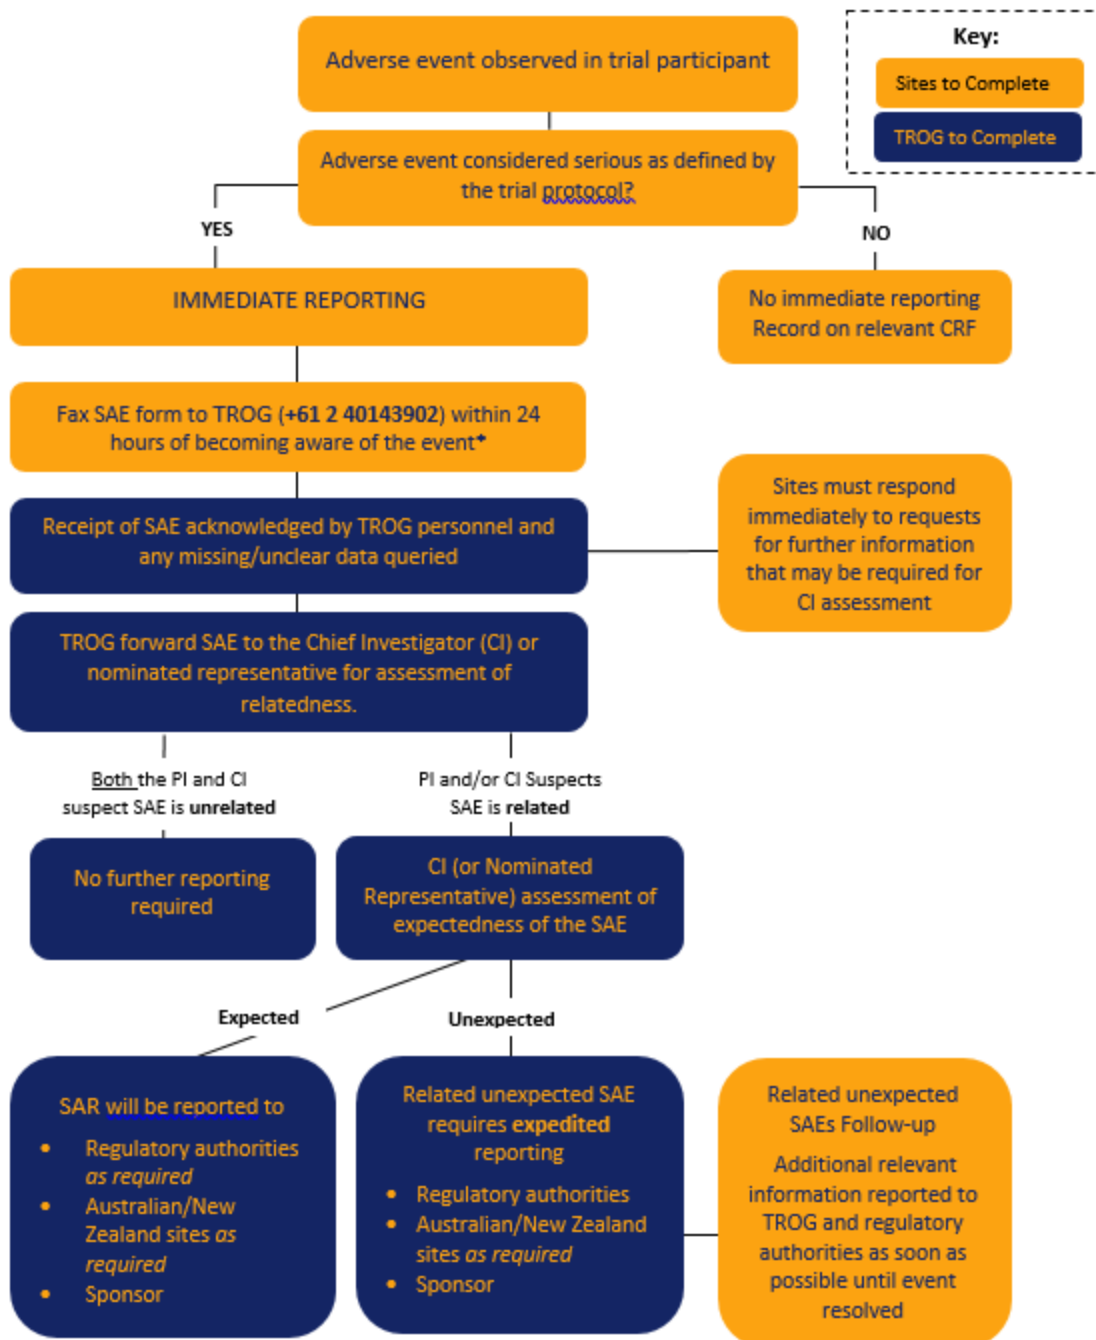 Adverse event observed in trial participant
Key:
Sites to Complete
TROG to Complete
Adverse event considered serious as defined by
the trial protocol?
YES
NO
IMMEDIATE REPORTING
No immediate reporting
Record on relevant CRF
Fax SAE form to TROG (+61 2 40143902) within 24
hours of becoming aware of the event*
Receipt of SAE acknowledged by TROG personnel and
any missing/unclear data queried
Sites must respond
immediately to requests
for further information
that may be required for
CI assessment
TROG forward SAE to the Chief Investigator (CI) or
nominated representative for assessment of
relatedness.
Both the PI and CI
suspect SAE is unrelated
PI and/or CI Suspects
SAE is related
No further reporting
required
CI (or Nominated
Representative) assessment of
expectedness of the SAE
Expected
Unexpected
SAR will be reported to
• Regulatory authorities
as required
• Australian/New
Zealand sites as
required
• Sponsor
Related unexpected SAE
requires expedited
reporting
• Regulatory authorities
• Australian/New Zealand
sites as required
• Sponsor
Related unexpected
SAEs Follow-up
Additional relevant
information reported to
TROG and regulatory
authorities as soon as
possible until event
resolved